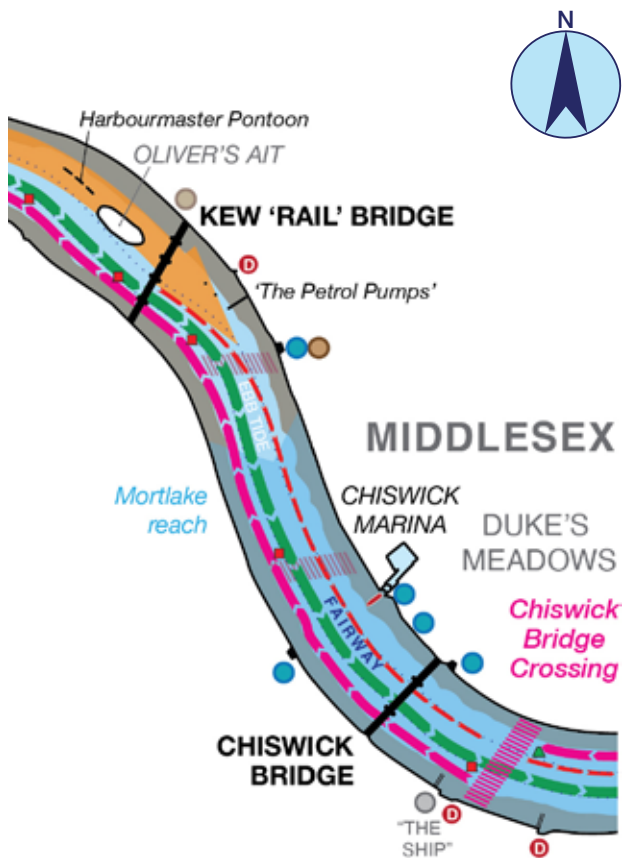 N
Harbourmaster Pontoon
OLIVER'S AIT
KEW ‘RAIL’ BRIDGE
D
‘The Petrol Pumps’
EBB TIDE
MIDDLESEX
Mortlake
reach
CHISWICK
MARINA
DUKE'S
MEADOWS
FAIRWAY
Chiswick
Bridge
Crossing
CHISWICK
BRIDGE
D
"THE
SHIP"
D